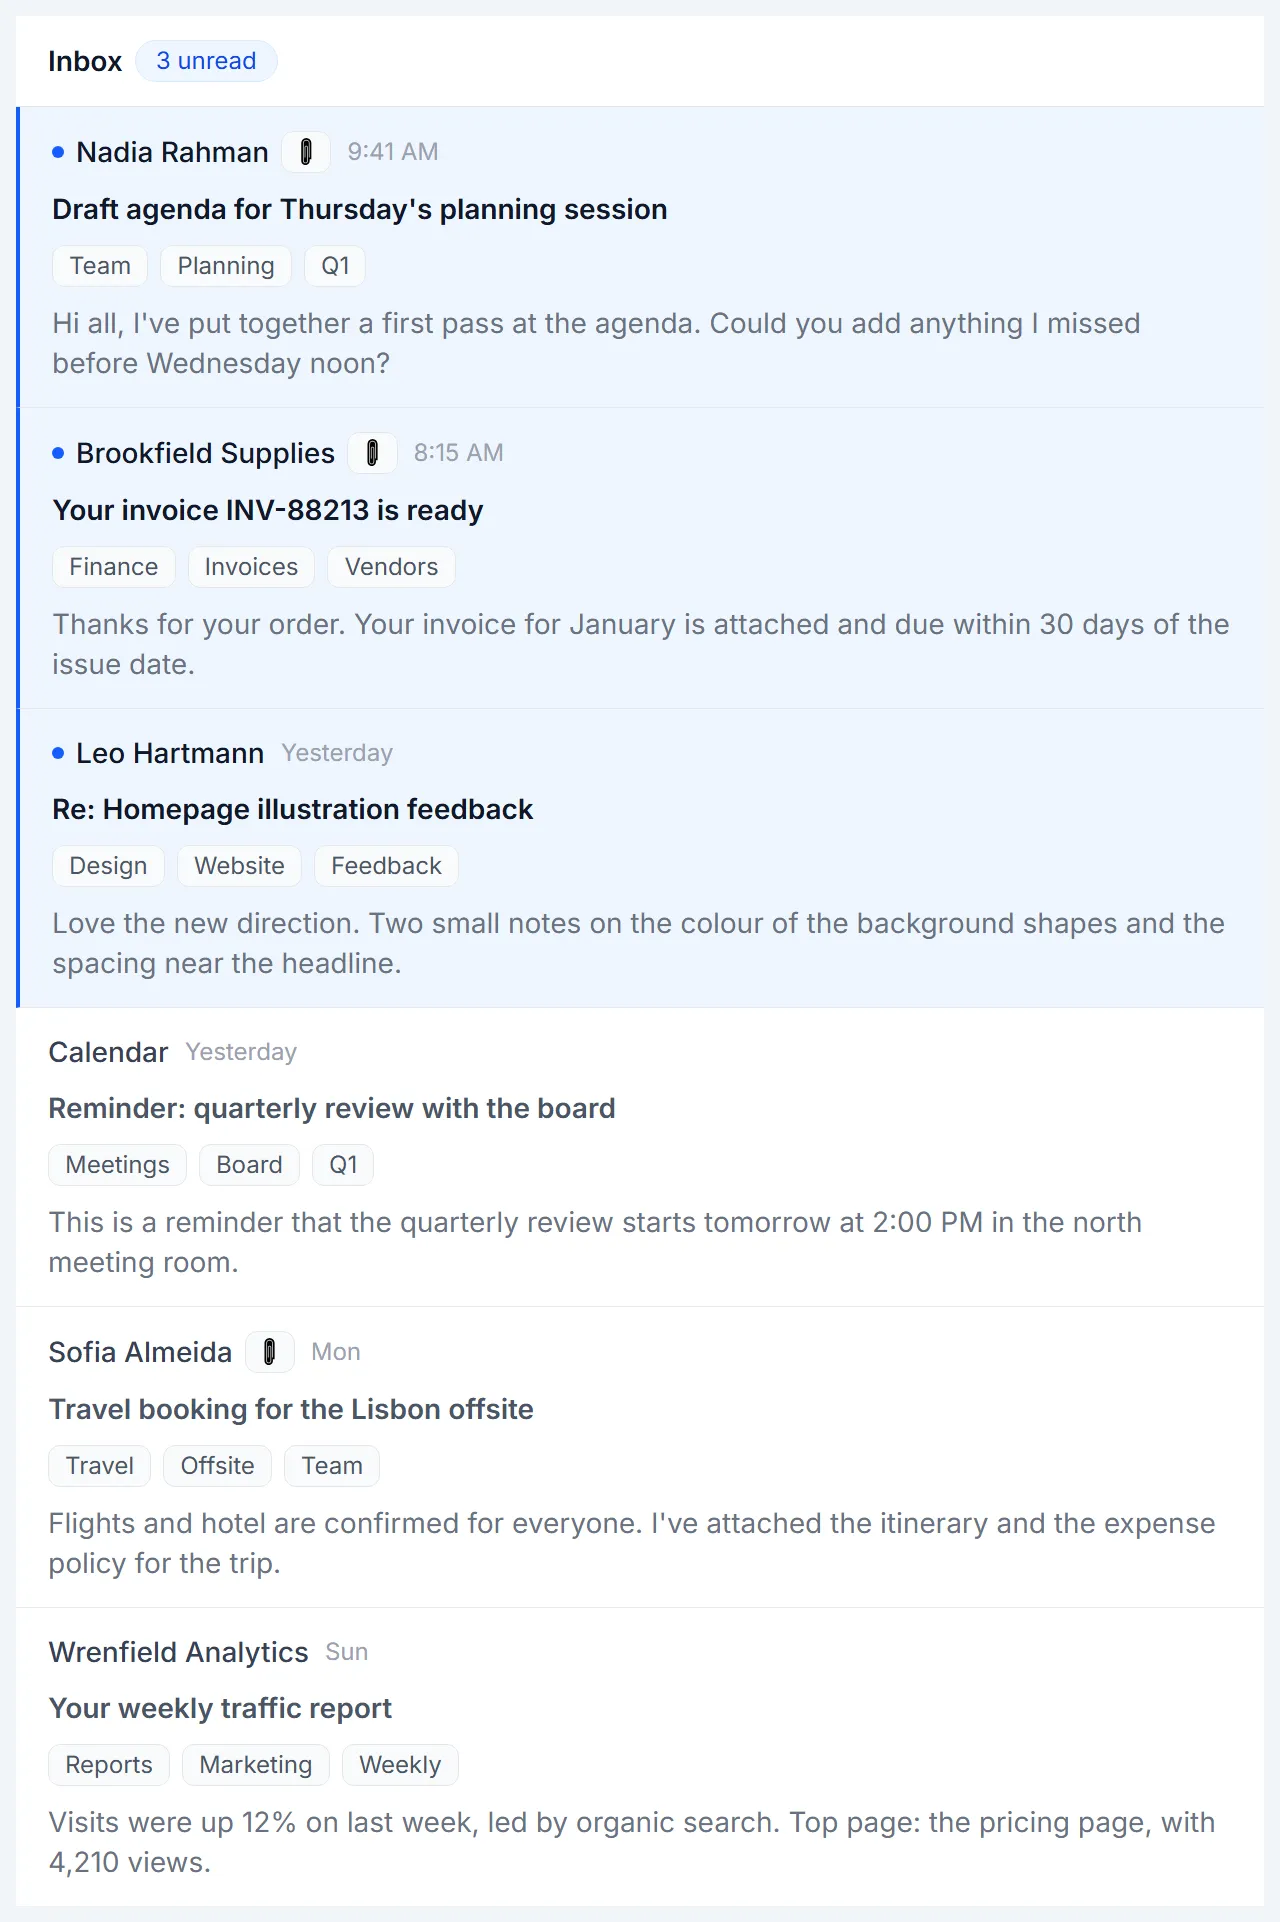 Inbox 3 unread
Nadia Rahman 9:41 AM
Draft agenda for Thursday's planning session
Team Planning Q1
Hi all, I've put together a first pass at the agenda. Could you add anything I missed
before Wednesday noon?
Brookfield Supplies 8:15 AM
Your invoice INV-88213 is ready
Finance Invoices Vendors
Thanks for your order. Your invoice for January is attached and due within 30 days of the
issue date.
Leo Hartmann Yesterday
Re: Homepage illustration feedback
Design Website Feedback
Love the new direction. Two small notes on the colour of the background shapes and the
spacing near the headline.
Calendar Yesterday
Reminder: quarterly review with the board
Meetings Board Q1
This is a reminder that the quarterly review starts tomorrow at 2:00 PM in the north
meeting room.
Sofia Almeida Mon
Travel booking for the Lisbon offsite
Travel Offsite Team
Flights and hotel are confirmed for everyone. I've attached the itinerary and the expense
policy for the trip.
Wrenfield Analytics Sun
Your weekly traffic report
Reports Marketing Weekly
Visits were up 12% on last week, led by organic search. Top page: the pricing page, with
4,210 views.